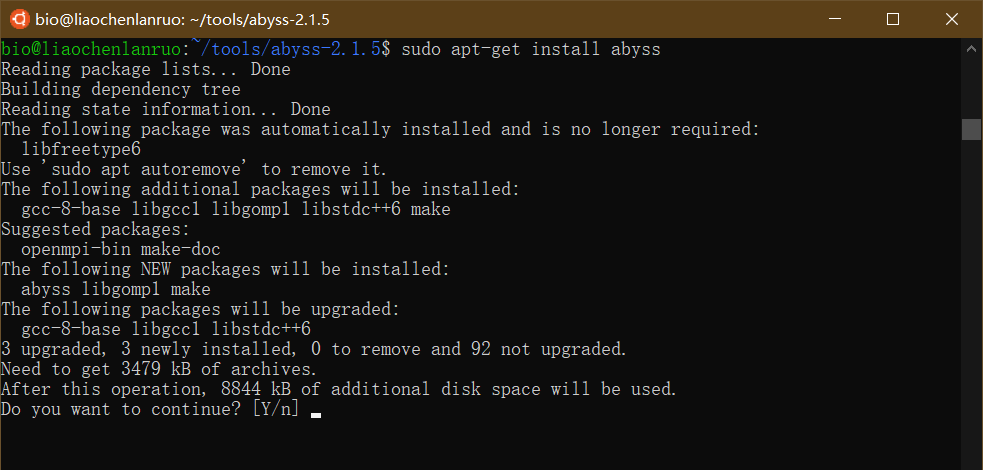 bio@liaochenlanruo: ~/tools/abyss-2.1.5
bio@liaochenlanruo:~/tools/abyss-2.1.5$ sudo apt-get install abyss
Reading package lists... Done
Building dependency tree
Reading state information... Done
The following package was automatically installed and is no longer required:
  libfreetype6
Use 'sudo apt autoremove' to remove it.
The following additional packages will be installed:
  gcc-8-base libgcc1 libgomp1 libstdc++6 make
Suggested packages:
  openmpi-bin make-doc
The following NEW packages will be installed:
  abyss libgomp1 make
The following packages will be upgraded:
  gcc-8-base libgcc1 libstdc++6
3 upgraded, 3 newly installed, 0 to remove and 92 not upgraded.
Need to get 3479 kB of archives.
After this operation, 8844 kB of additional disk space will be used.
Do you want to continue? [Y/n]